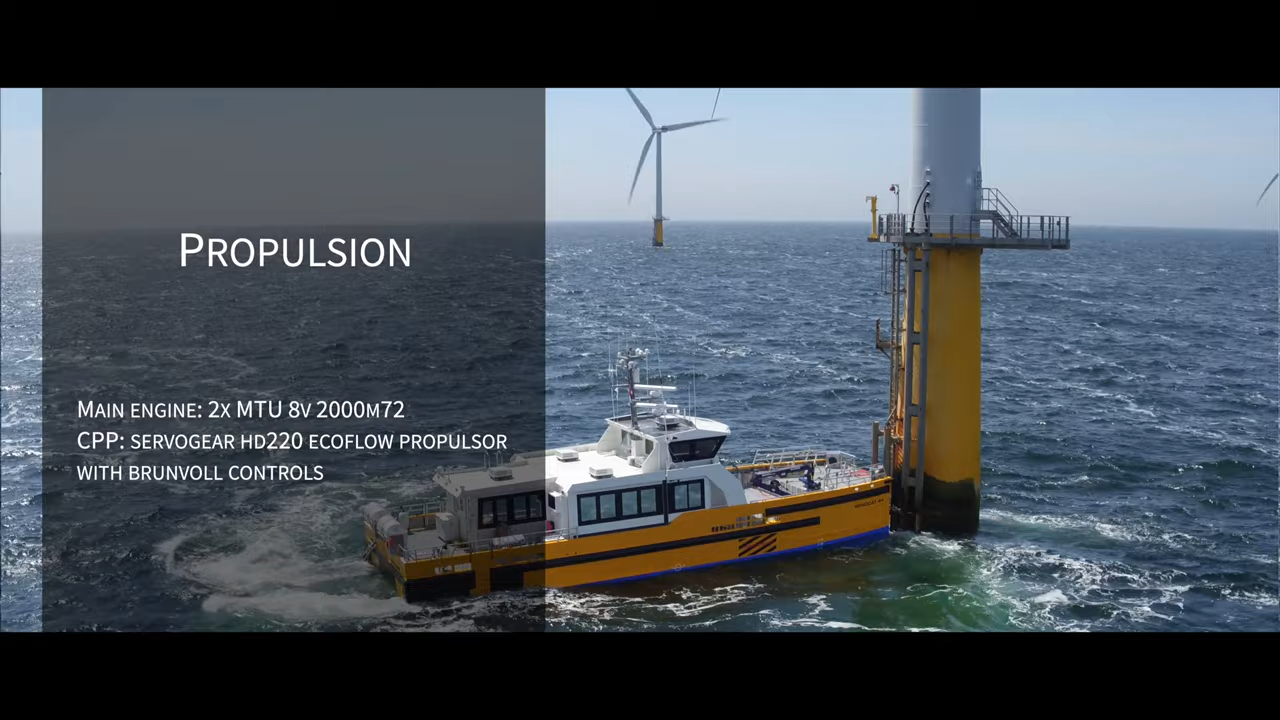 Propulsion
Main engine: 2x MTU 8v 2000m72
CPP: servogear hd220 ecoflow propulsor
with brunvoll controls